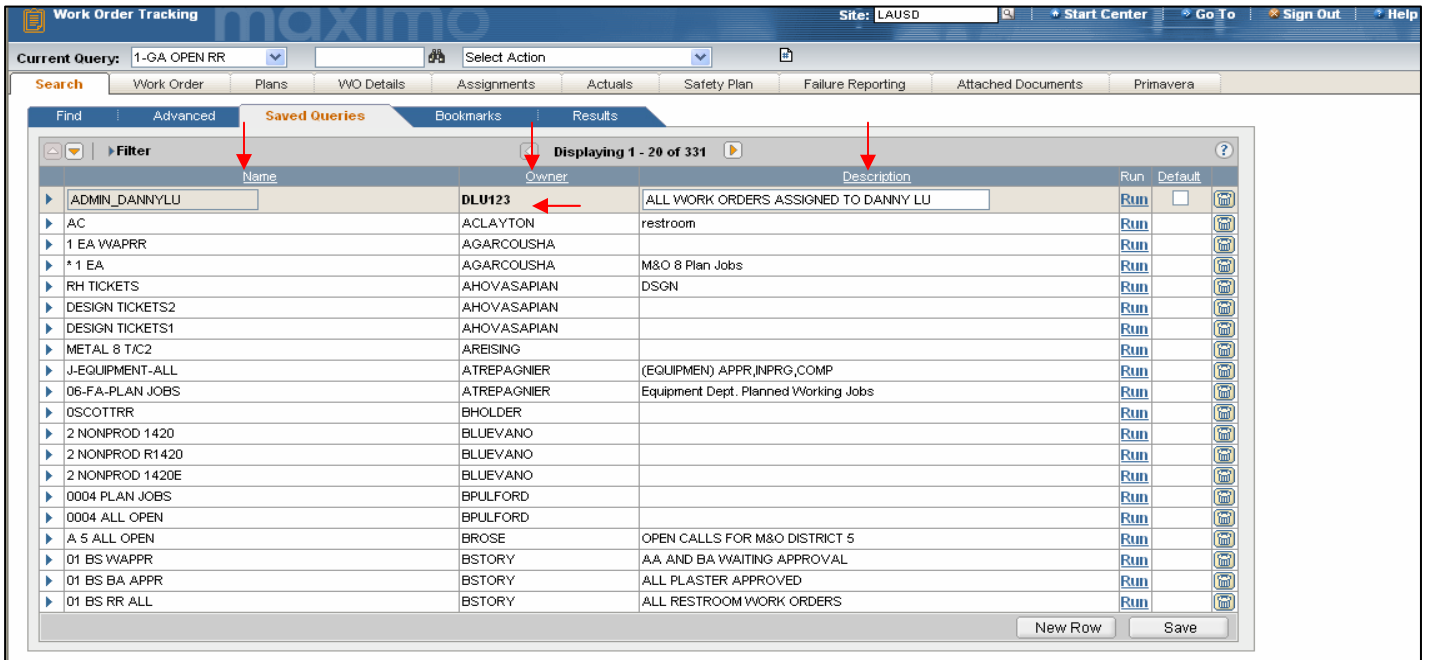 Work Order Tracking maximo Site: LAUSD Start Center Go To Sign Out Help
Current Query: 1-GA OPEN RR Select Action
Search Work Order Plans WO Details Assignments Actuals Safety Plan Failure Reporting Attached Documents Primavera
Find Advanced Saved Queries Bookmarks Results
Filter Displaying 1 - 20 of 331 ?
Name Owner Description Run Default
ADMIN_DANNYLU DLU123 ALL WORK ORDERS ASSIGNED TO DANNY LU Run
AC ACLAYTON restroom Run
1 EA WAPRR AGARCOUSHA Run
* 1 EA AGARCOUSHA M&O 8 Plan Jobs Run
RH TICKETS AHOVASAPIAN DSGN Run
DESIGN TICKETS2 AHOVASAPIAN Run
DESIGN TICKETS1 AHOVASAPIAN Run
METAL 8 T/C2 AREISING Run
J-EQUIPMENT-ALL ATREPAGNIER (EQUIPMEN) APPR,INPRG,COMP Run
06-FA-PLAN JOBS ATREPAGNIER Equipment Dept. Planned Working Jobs Run
0SCOTTRR BHOLDER Run
2 NONPROD 1420 BLUEVANO Run
2 NONPROD R1420 BLUEVANO Run
2 NONPROD 1420E BLUEVANO Run
0004 PLAN JOBS BPULFORD Run
0004 ALL OPEN BPULFORD Run
A 5 ALL OPEN BROSE OPEN CALLS FOR M&O DISTRICT 5 Run
01 BS WAPPR BSTORY AA AND BA WAITING APPROVAL Run
01 BS BA APPR BSTORY ALL PLASTER APPROVED Run
01 BS RR ALL BSTORY ALL RESTROOM WORK ORDERS Run
New Row Save